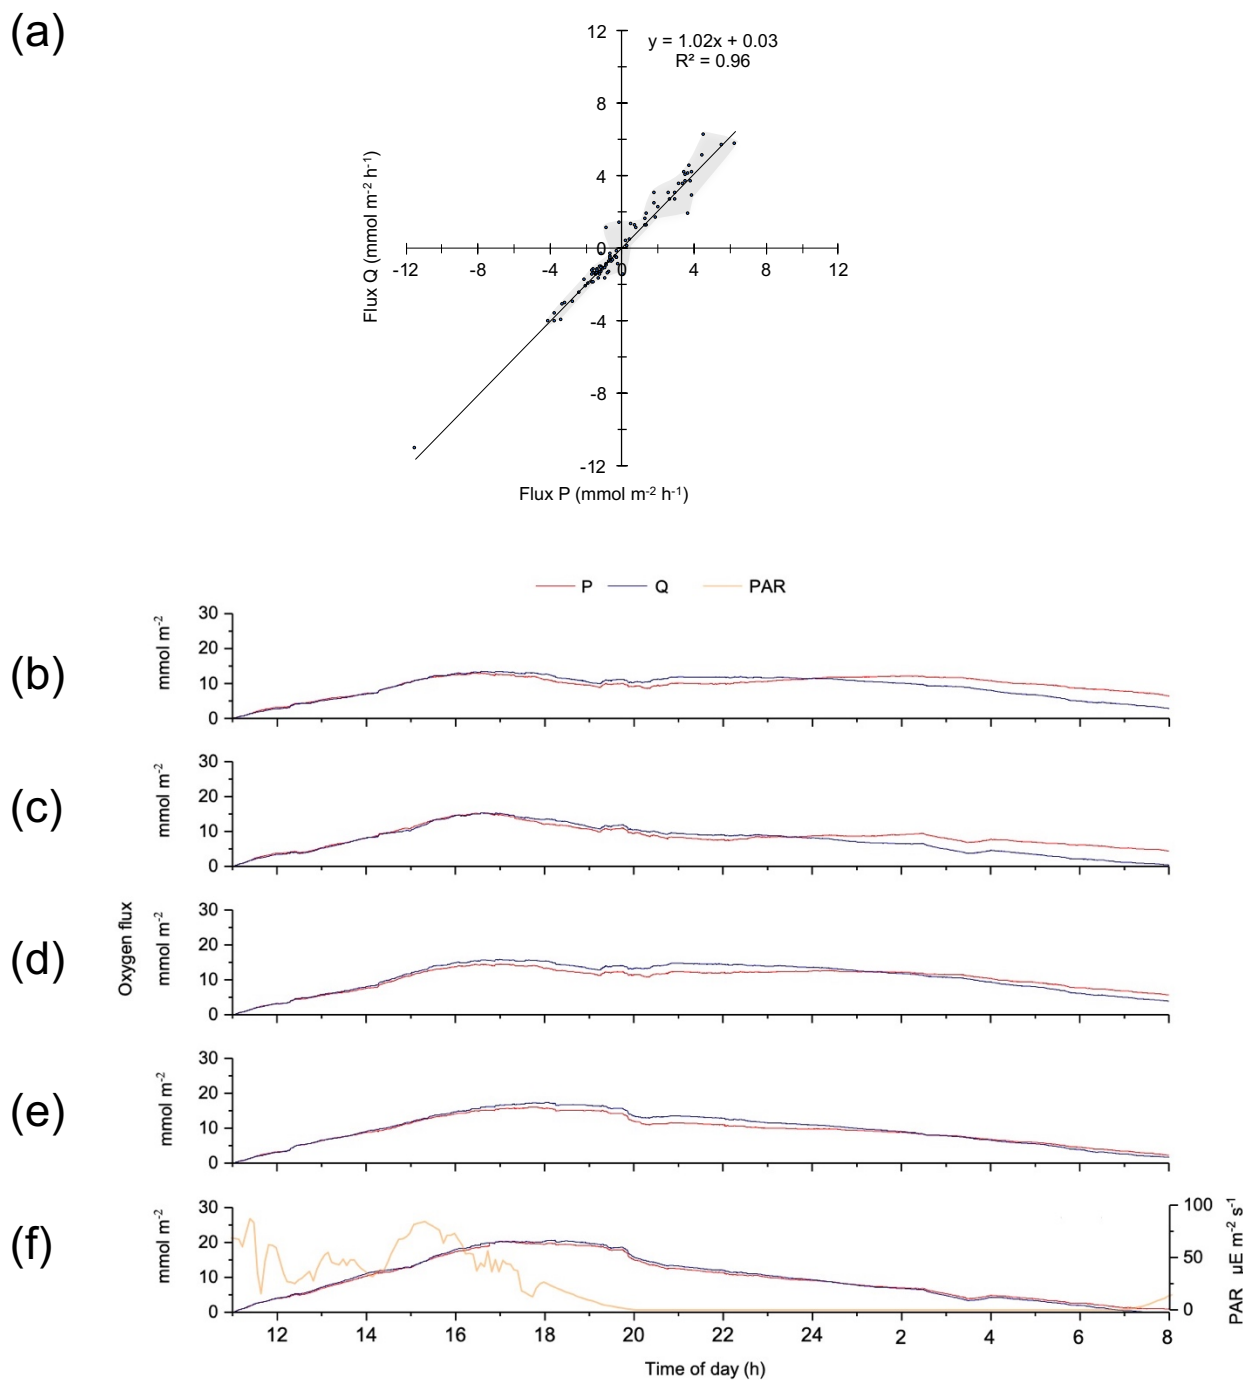 (a)
y = 1.02x + 0.03
R² = 0.96
12
8
4
0
-4
-8
-12
-12 -8 -4 0 4 8 12
Flux Q (mmol m⁻² h⁻¹)
Flux P (mmol m⁻² h⁻¹)
P Q PAR
(b)
mmol m⁻²
30
20
10
0
(c)
mmol m⁻²
30
20
10
0
Oxygen flux
(d)
mmol m⁻²
30
20
10
0
(e)
mmol m⁻²
30
20
10
0
(f)
mmol m⁻²
30
20
10
0
100
50
0
PAR µE m⁻² s⁻¹
12 14 16 18 20 22 24 2 4 6 8
Time of day (h)